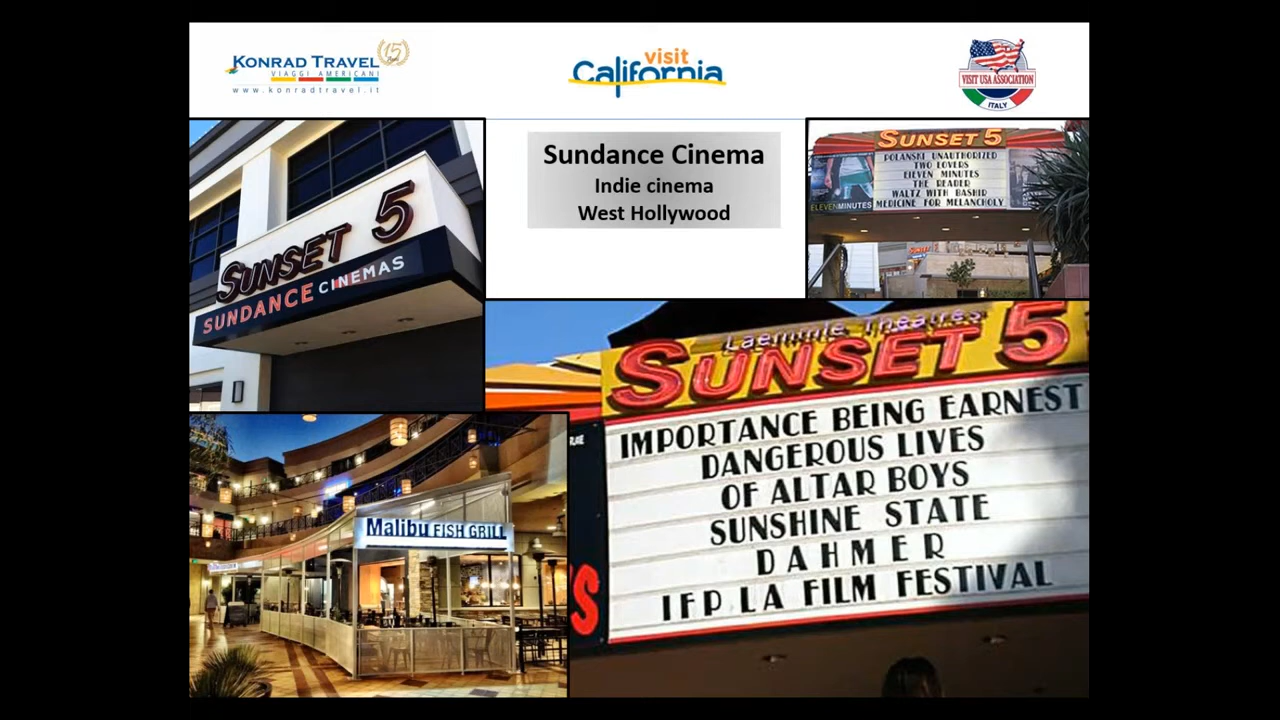 KONRAD TRAVEL
15
VIAGGI AMERICANI
www.konradtravel.it
visit
California
VISIT USA ASSOCIATION
ITALY
Sundance Cinema
Indie cinema
West Hollywood
SUNSET 5
SUNDANCE CINEMAS
SUNSET 5
POLANSKI UNAUTHORIZED
TWO LOVERS
ELEVEN MINUTES
THE READER
WALTZ WITH BASHIR
MEDICINE FOR MELANCHOLY
ELEVENMINUTES
Laemmle Theatres
SUNSET 5
IMPORTANCE BEING EARNEST
DANGEROUS LIVES
OF ALTAR BOYS
SUNSHINE STATE
DAHMER
IFP LA FILM FESTIVAL
Malibu FISH GRILL